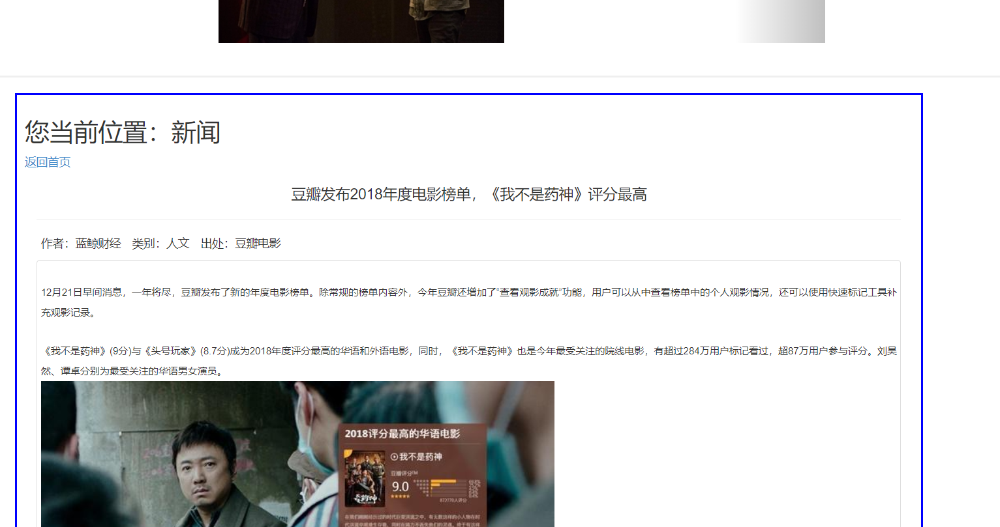 您当前位置：新闻
返回首页
豆瓣发布2018年度电影榜单，《我不是药神》评分最高
作者：蓝鲸财经 类别：人文 出处：豆瓣电影
12月21日早间消息，一年将尽，豆瓣发布了新的年度电影榜单。除常规的榜单内容外，今年豆瓣还增加了“查看观影成就”功能，用户可以从中查看榜单中的个人观影情况，还可以使用快速标记工具补
充观影记录。
《我不是药神》(9分)与《头号玩家》(8.7分)成为2018年度评分最高的华语和外语电影，同时，《我不是药神》也是今年最受关注的院线电影，有超过284万用户标记看过，超87万用户参与评分。刘昊
然、谭卓分别为最受关注的华语男女演员。
2018评分最高的华语电影
我不是药神
豆瓣评分TM
9.0
872770人评分